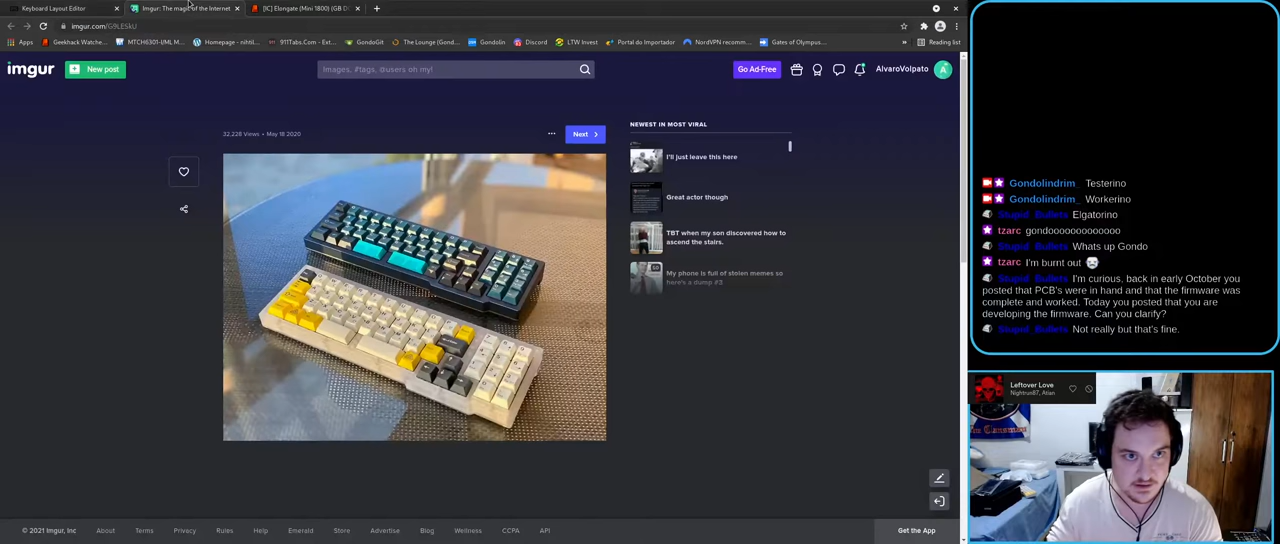 Keyboard Layout Editor
Imgur: The magic of the Internet
[IC] Elongate (Mini 1800) (GB D
imgur.com/G9LESkU
Apps
Geekhack Watche...
MTCH6301-UML M...
Homepage - nihtil...
911Tabs.Com - Ext...
GondoGit
The Lounge (Gond...
Gondolin
Discord
LTW Invest
Portal do Importador
NordVPN recomm...
Gates of Olympus...
Reading list
imgur
New post
Images, #tags, @users oh my!
Go Ad-Free
AlvaroVolpato
A
32,228 Views • May 18 2020
Next
NEWEST IN MOST VIRAL
I'll just leave this here
Great actor though
TBT when my son discovered how to
ascend the stairs.
My phone is full of stolen memes so
here's a dump #3
Gondolindrim_ Testerino
Gondolindrim_ Workerino
Stupid_Bullets Elgatorino
tzarc gondooooooooooooo
Stupid_Bullets Whats up Gondo
tzarc I'm burnt out
Stupid_Bullets I'm curious, back in early October you
posted that PCB's were in hand and that the firmware was
complete and worked. Today you posted that you are
developing the firmware. Can you clarify?
Stupid_Bullets Not really but that's fine.
Leftover Love
Nightrun87, Atian
© 2021 Imgur, Inc
About
Terms
Privacy
Rules
Help
Emerald
Store
Advertise
Blog
Wellness
CCPA
API
Get the App